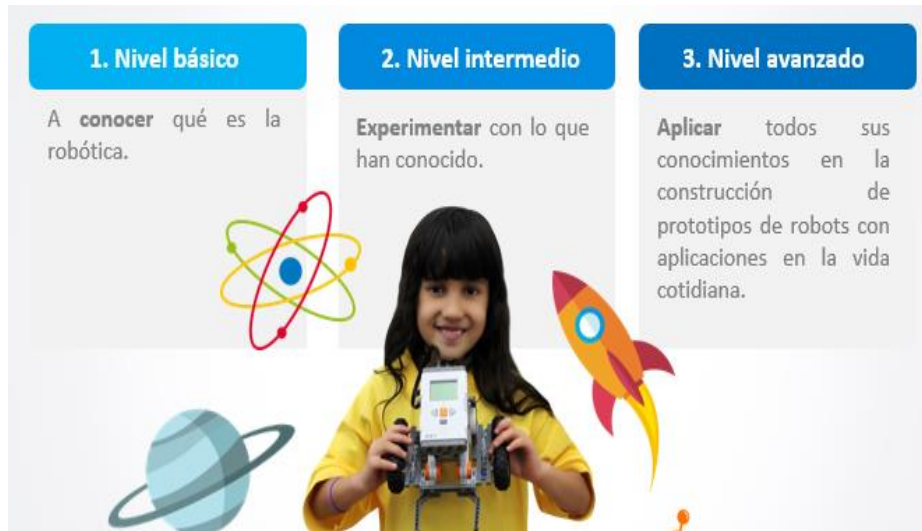 1. Nivel básico
A conocer qué es la
robótica.
2. Nivel intermedio
Experimentar con lo que
han conocido.
3. Nivel avanzado
Aplicar todos sus
conocimientos en la
construcción de
prototipos de robots con
aplicaciones en la vida
cotidiana.